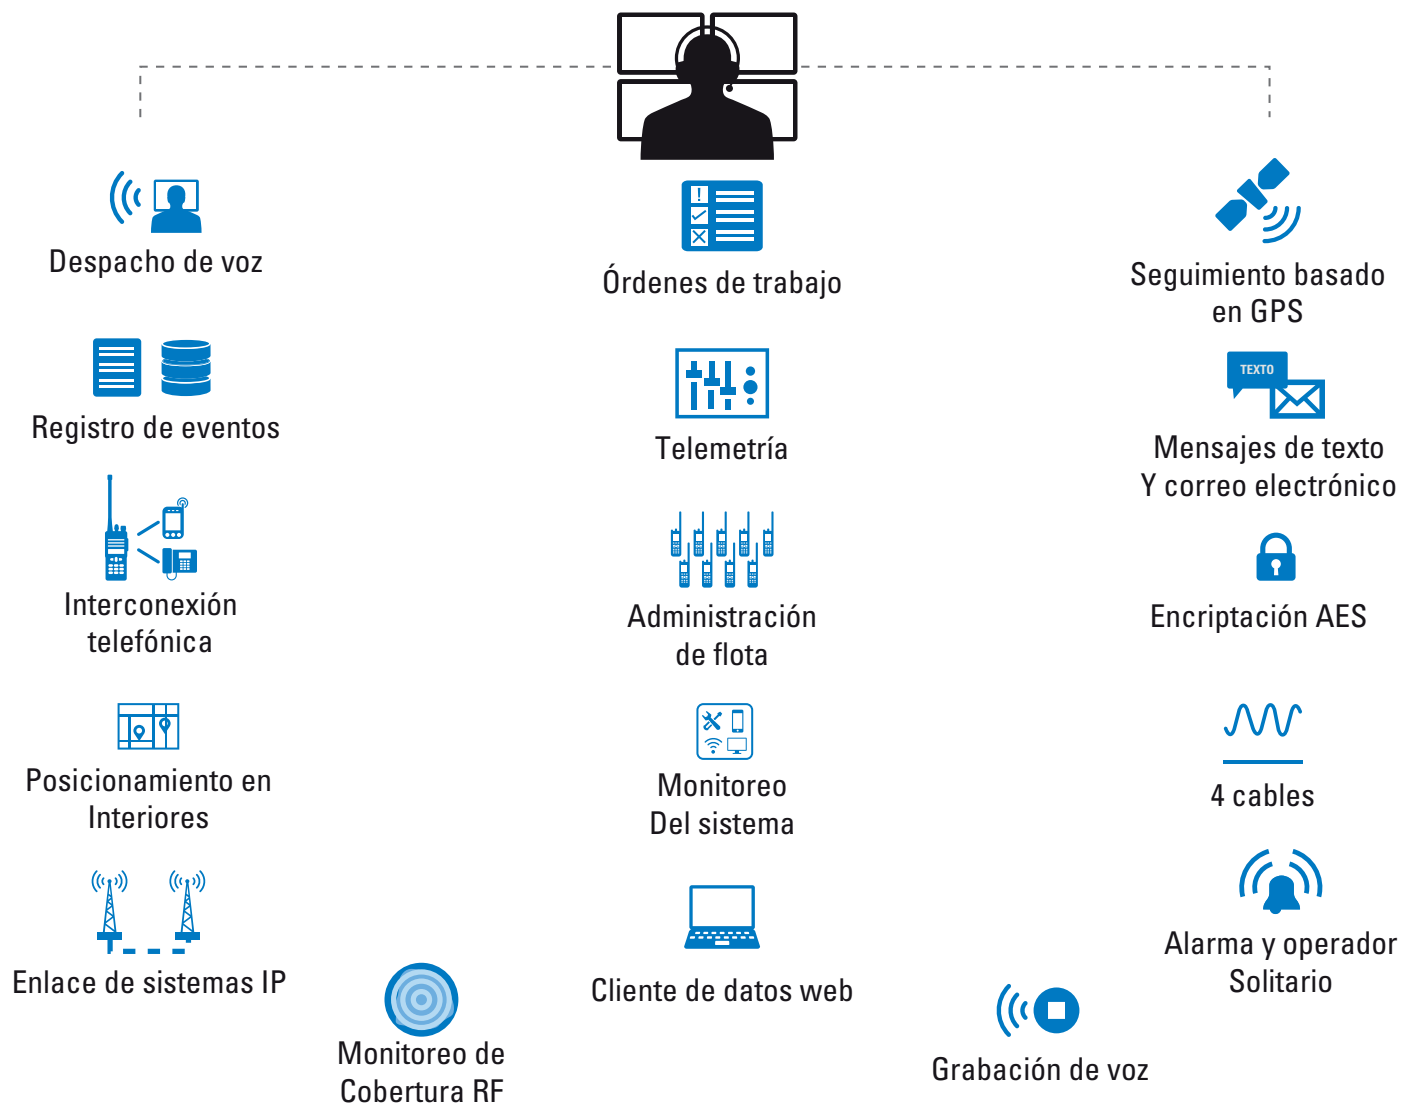 Despacho de voz
Órdenes de trabajo
Seguimiento basado
en GPS
Registro de eventos
Telemetría
TEXTO
Mensajes de texto
Y correo electrónico
Interconexión
telefónica
Administración
de flota
Encriptación AES
Posicionamiento en
Interiores
Monitoreo
Del sistema
4 cables
Enlace de sistemas IP
Cliente de datos web
Alarma y operador
Solitario
Monitoreo de
Cobertura RF
Grabación de voz